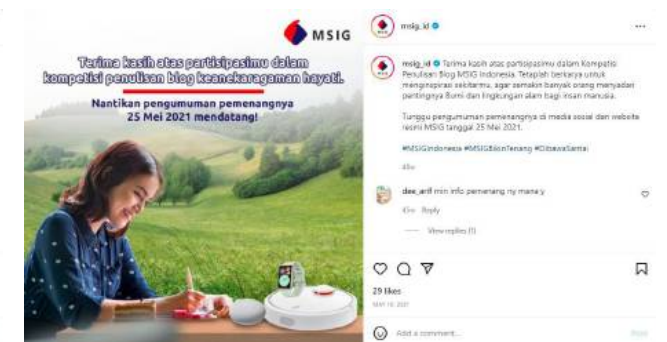 MSIG
Terima kasih atas partisipasimu dalam
kompetisi penulisan blog keanekaragaman hayati.
Nantikan pengumuman pemenangnya
25 Mei 2021 mendatang!
msig_id
msig_id Terima kasih atas partisipasimu dalam Kompetisi
Penulisan Blog MSIG Indonesia. Tetaplah berkarya untuk
menginspirasi sekitarmu, agar semakin banyak orang menyadari
pentingnya Bumi dan lingkungan alam bagi insan manusia.
Tunggu pengumuman pemenangnya di media sosial dan website
resmi MSIG tanggal 25 Mei 2021.
#MSIGIndonesia #MSIGBikinTenang #DibawaSantai
dee_arif min info pemenang ny mana y
Reply
View replies (1)
29 likes
2021
Add a comment...